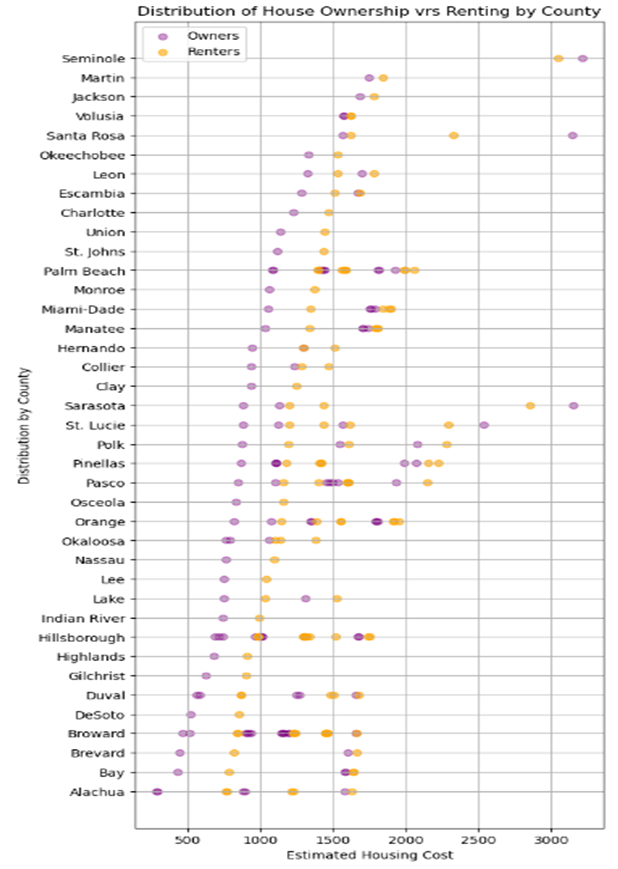 Distribution of House Ownership vrs Renting by County
Owners
Renters
Seminole
Martin
Jackson
Volusia
Santa Rosa
Okeechobee
Leon
Escambia
Charlotte
Union
St. Johns
Palm Beach
Monroe
Miami-Dade
Manatee
Hernando
Collier
Clay
Sarasota
St. Lucie
Polk
Pinellas
Pasco
Osceola
Orange
Okaloosa
Nassau
Lee
Lake
Indian River
Hillsborough
Highlands
Gilchrist
Duval
DeSoto
Broward
Brevard
Bay
Alachua
Distribution by County
500 1000 1500 2000 2500 3000
Estimated Housing Cost